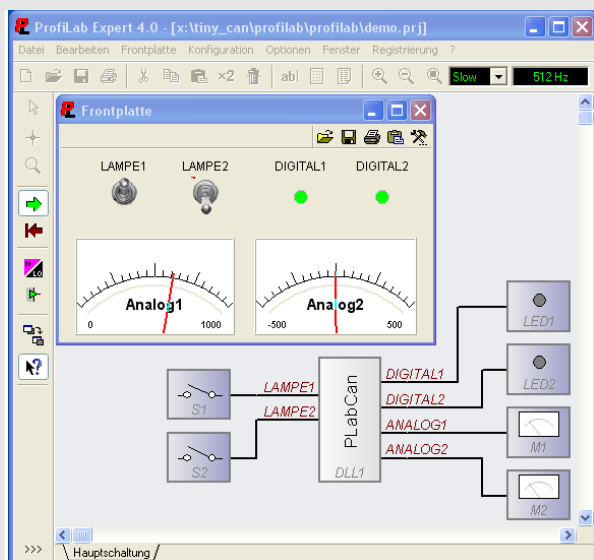 ProfiLab Expert 4.0 - [x:\tiny_can\profilab\profilab\demo.prj]
Datei Bearbeiten Frontplatte Konfiguration Optionen Fenster Registrierung ?
×2 ab| Slow 512 Hz
Frontplatte
LAMPE1 LAMPE2 DIGITAL1 DIGITAL2
Analog1 Analog2
0 1000 -500 500
LED1
LAMPE1 DIGITAL1
S1 LAMPE2 PLabCan DIGITAL2 LED2
ANALOG1
ANALOG2 M1
S2 DLL1
M2
>>> Hauptschaltung